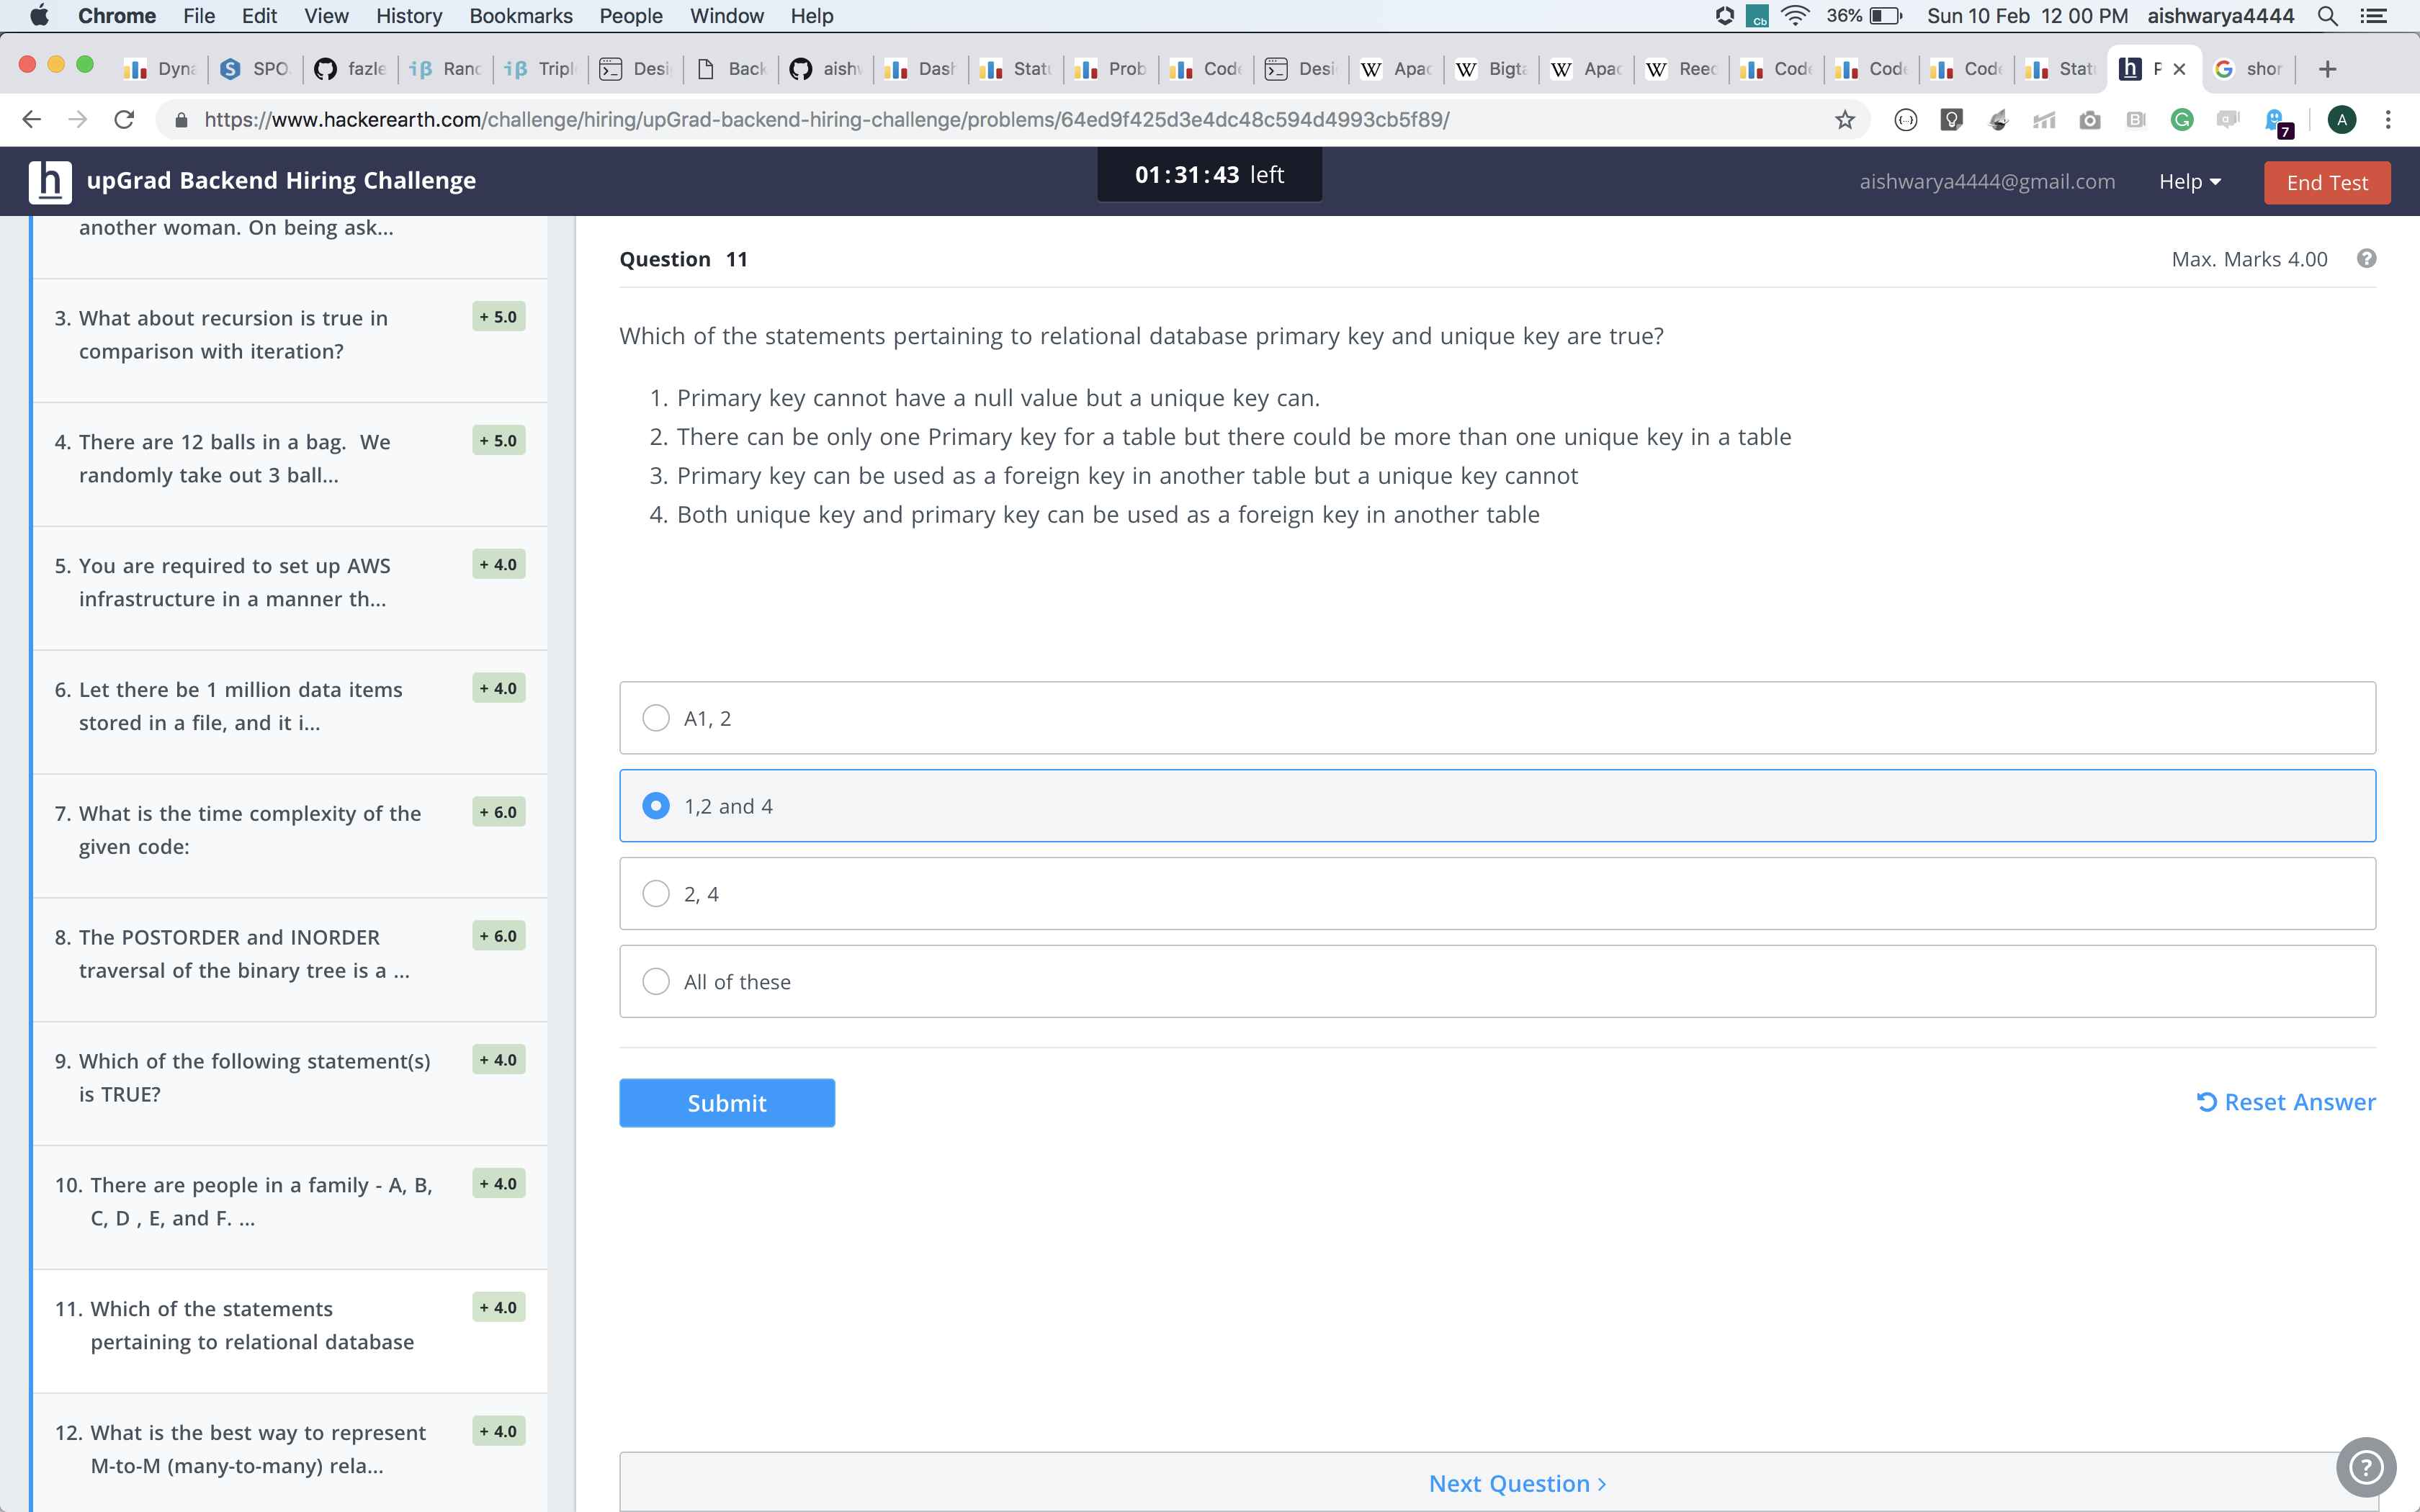 Chrome File Edit View History Bookmarks People Window Help
Cb 36% Sun 10 Feb 12 00 PM aishwarya4444
Dyna SPO. fazle Ranc Tripl Desi Back aishw Dash Statu Prob Code Desi Apac Bigta Apac Reec Code Code Code Statu P shor
https://www.hackerearth.com/challenge/hiring/upGrad-backend-hiring-challenge/problems/64ed9f425d3e4dc48c594d4993cb5f89/
7 A
h upGrad Backend Hiring Challenge
01:31:43 left
aishwarya4444@gmail.com Help End Test
another woman. On being ask...
3. What about recursion is true in + 5.0
comparison with iteration?
4. There are 12 balls in a bag. We + 5.0
randomly take out 3 ball...
5. You are required to set up AWS + 4.0
infrastructure in a manner th...
6. Let there be 1 million data items + 4.0
stored in a file, and it i...
7. What is the time complexity of the + 6.0
given code:
8. The POSTORDER and INORDER + 6.0
traversal of the binary tree is a ...
9. Which of the following statement(s) + 4.0
is TRUE?
10. There are people in a family - A, B, + 4.0
C, D , E, and F. ...
11. Which of the statements + 4.0
pertaining to relational database
12. What is the best way to represent + 4.0
M-to-M (many-to-many) rela...
Question 11
Max. Marks 4.00
Which of the statements pertaining to relational database primary key and unique key are true?
1. Primary key cannot have a null value but a unique key can.
2. There can be only one Primary key for a table but there could be more than one unique key in a table
3. Primary key can be used as a foreign key in another table but a unique key cannot
4. Both unique key and primary key can be used as a foreign key in another table
A1, 2
1,2 and 4
2, 4
All of these
Submit
Reset Answer
Next Question